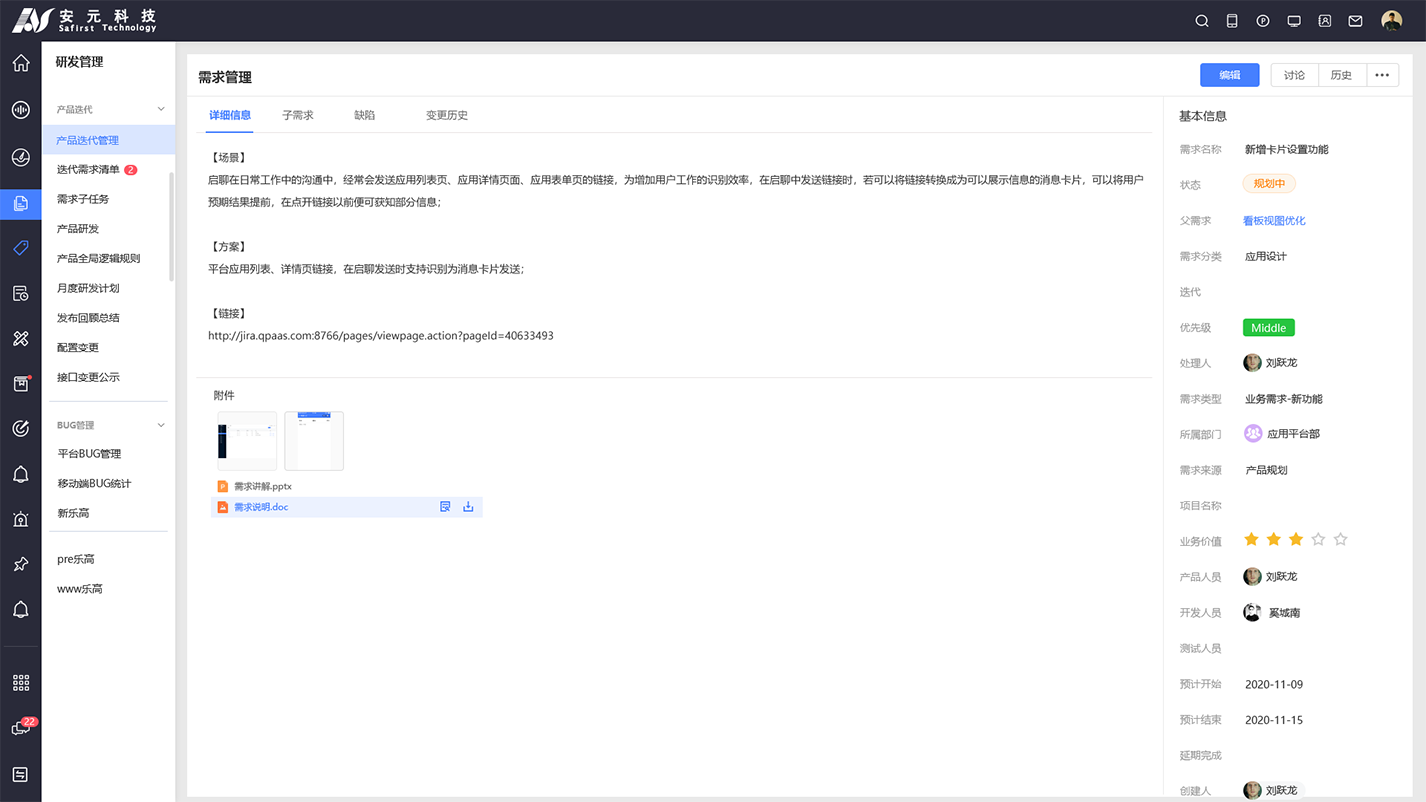 安元科技
Safirst Technology
研发管理
产品迭代
产品迭代管理
迭代需求清单 2
需求子任务
产品研发
产品全局逻辑规则
月度研发计划
发布回顾总结
配置变更
接口变更公示
BUG管理
平台BUG管理
移动端BUG统计
新乐高
pre乐高
www乐高
22
需求管理
编辑
讨论
历史
详细信息
子需求
缺陷
变更历史
【场景】
启聊在日常工作中的沟通中，经常会发送应用列表页、应用详情页面、应用表单页的链接，为增加用户工作的识别效率，在启聊中发送链接时，若可以将链接转换成为可以展示信息的消息卡片，可以将用户
预期结果提前，在点开链接以前便可获知部分信息；
【方案】
平台应用列表、详情页链接，在启聊发送时支持识别为消息卡片发送；
【链接】
http://jira.qpaas.com:8766/pages/viewpage.action?pageId=40633493
附件
需求讲解.pptx
需求说明.doc
基本信息
需求名称 新增卡片设置功能
状态 规划中
父需求 看板视图优化
需求分类 应用设计
迭代
优先级 Middle
处理人 刘跃龙
需求类型 业务需求-新功能
所属部门 应用平台部
需求来源 产品规划
项目名称
业务价值
产品人员 刘跃龙
开发人员 奚城南
测试人员
预计开始 2020-11-09
预计结束 2020-11-15
延期完成
创建人 刘跃龙